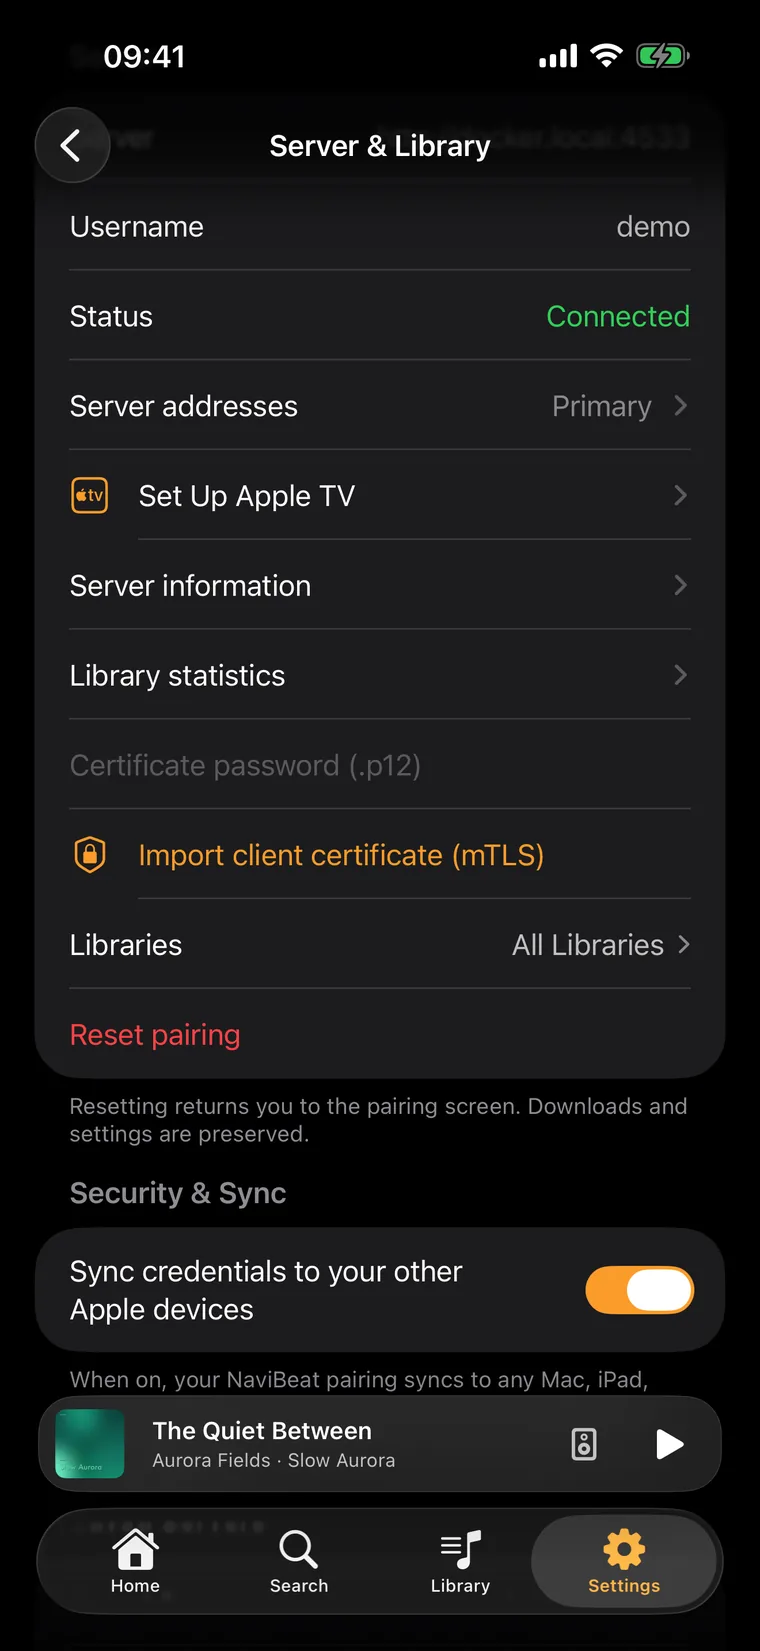 09:41
Server & Library
Username
demo
Status
Connected
Server addresses
Primary
tv
Set Up Apple TV
Server information
Library statistics
Certificate password (.p12)
Import client certificate (mTLS)
Libraries
All Libraries
Reset pairing
Resetting returns you to the pairing screen. Downloads and
settings are preserved.
Security & Sync
Sync credentials to your other
Apple devices
When on, your NaviBeat pairing syncs to any Mac, iPad,
The Quiet Between
Aurora Fields · Slow Aurora
Home
Search
Library
Settings